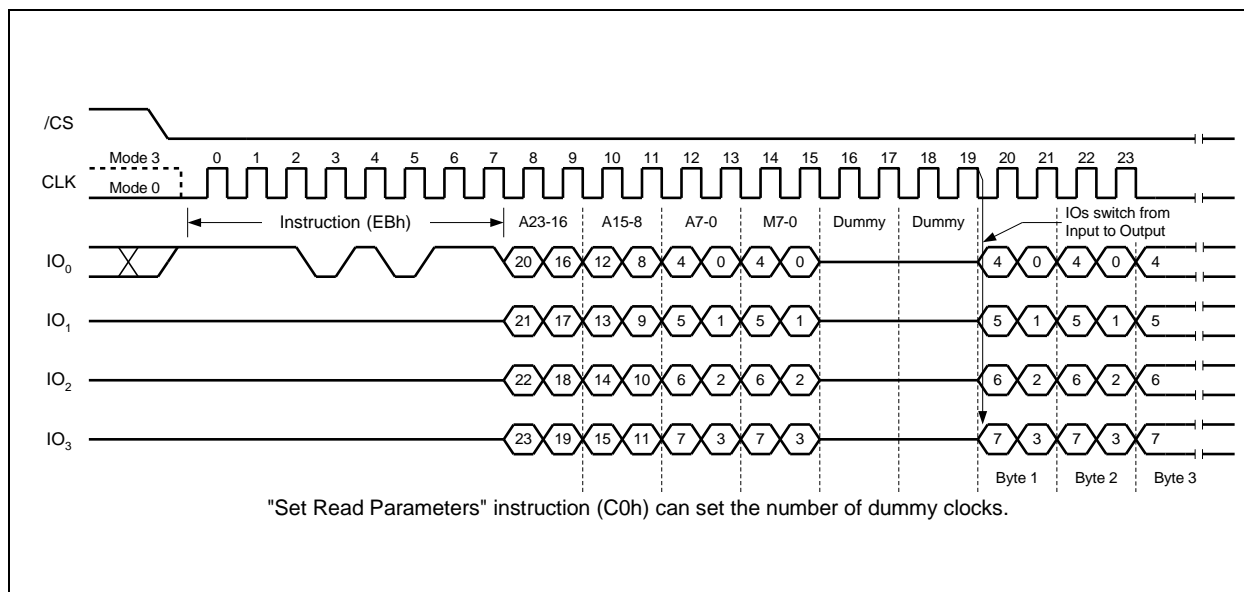 /CS
Mode 3
0 1 2 3 4 5 6 7 8 9 10 11 12 13 14 15 16 17 18 19 20 21 22 23
CLK
Mode 0
Instruction (EBh) A23-16 A15-8 A7-0 M7-0 Dummy Dummy
IOs switch from
Input to Output
IO0 20 16 12 8 4 0 4 0 4 0 4 0 4
IO1 21 17 13 9 5 1 5 1 5 1 5 1 5
IO2 22 18 14 10 6 2 6 2 6 2 6 2 6
IO3 23 19 15 11 7 3 7 3 7 3 7 3 7
Byte 1 Byte 2 Byte 3
"Set Read Parameters" instruction (C0h) can set the number of dummy clocks.